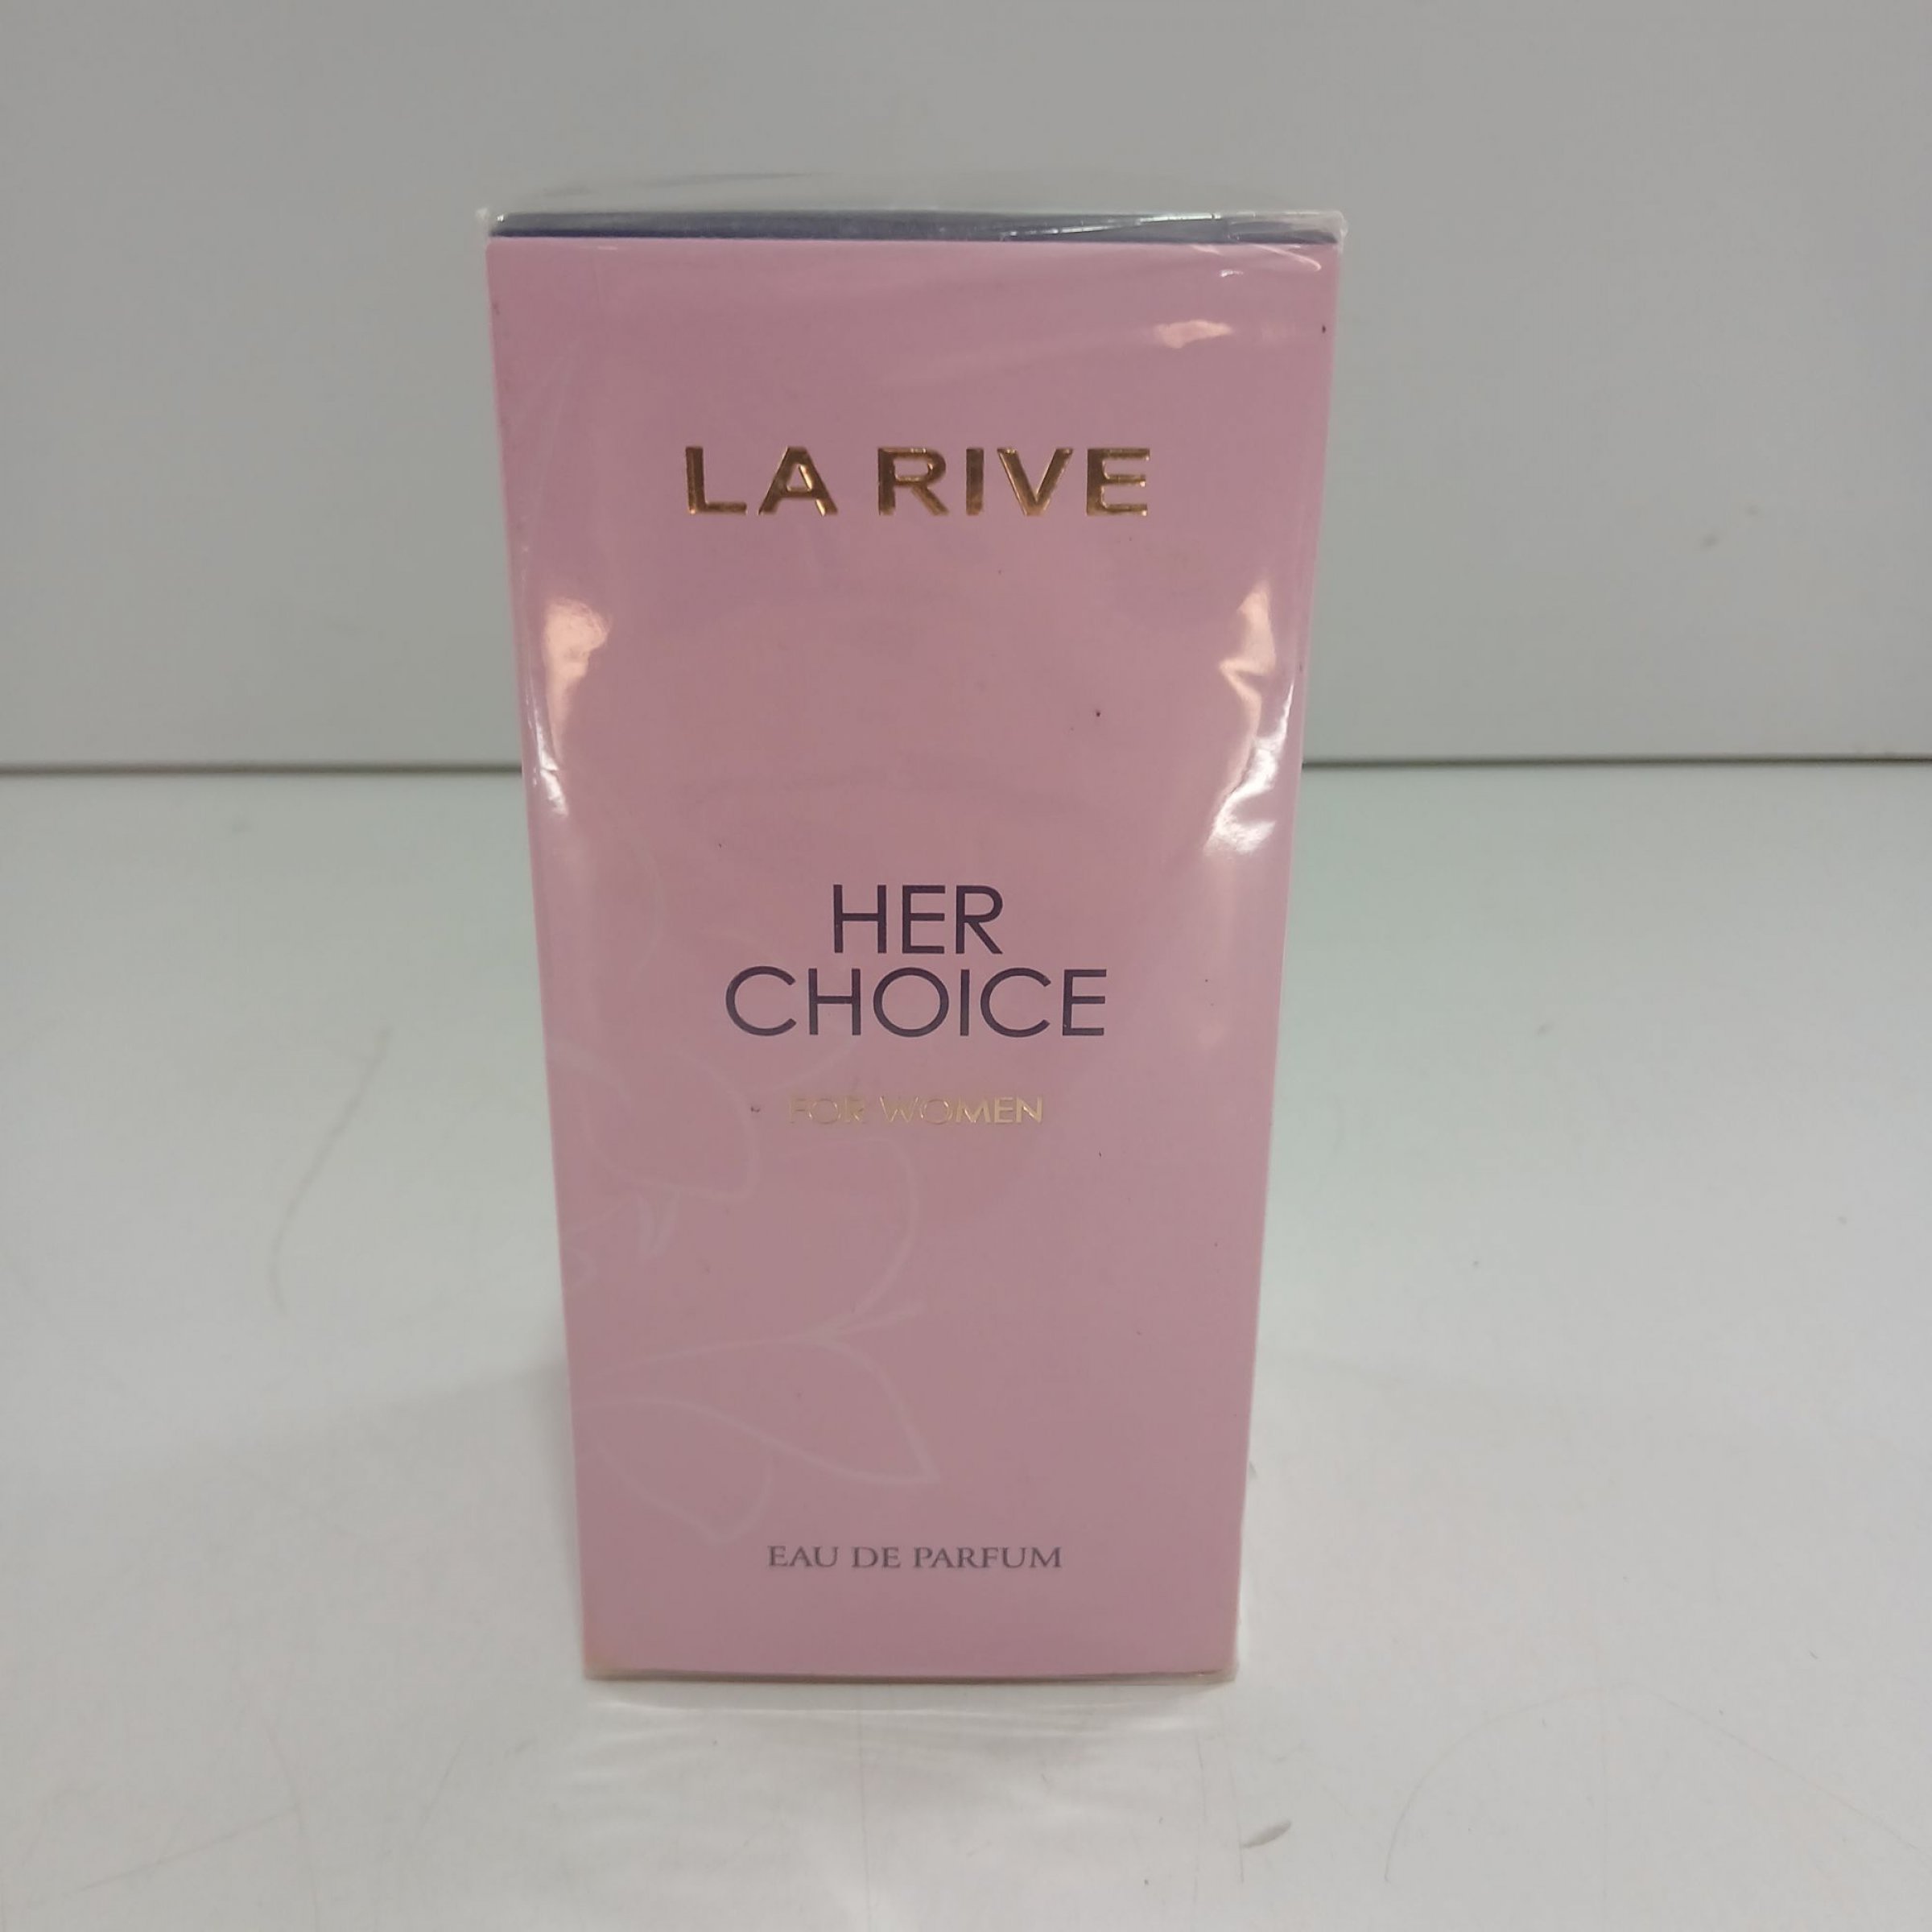 LA RIVE
HER
CHOICE
FOR WOMEN
EAU DE PARFUM